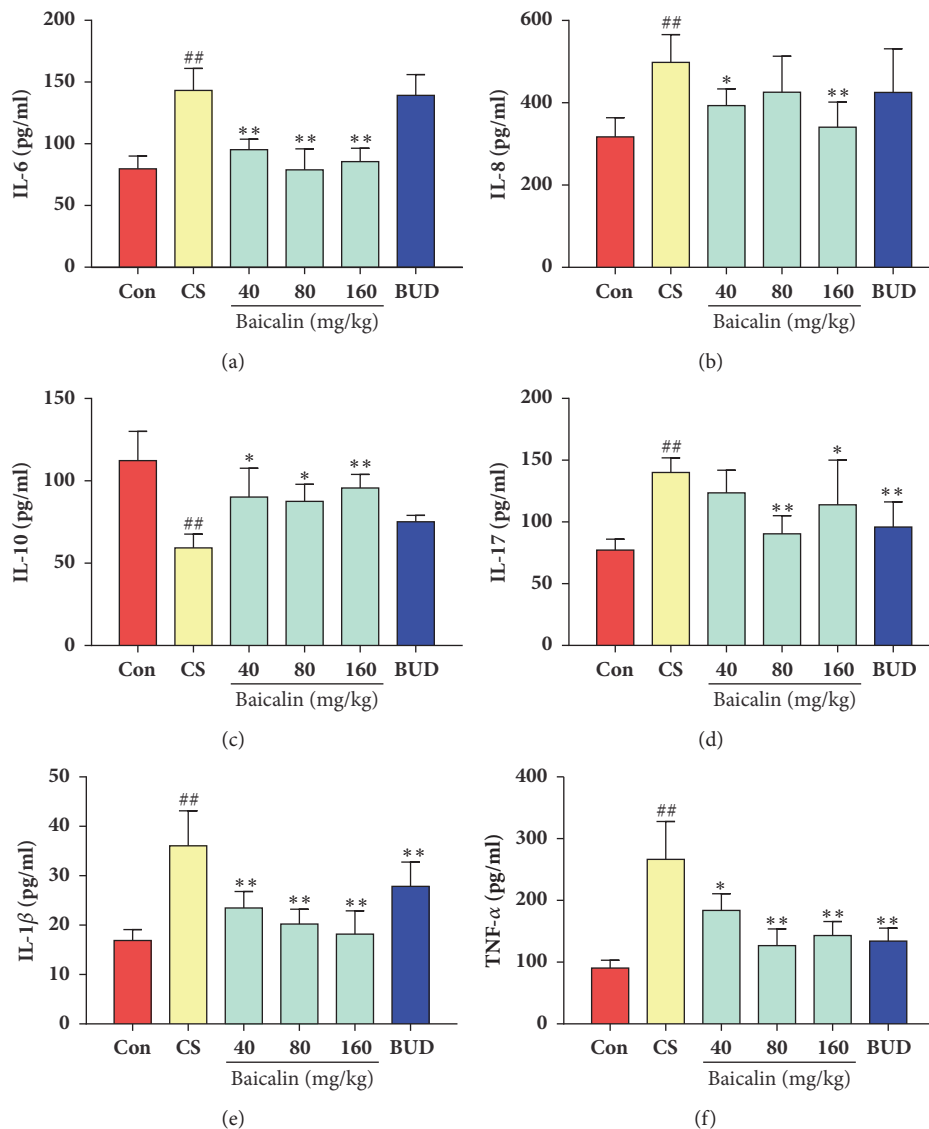 200
150
100
50
0
IL-6 (pg/ml)
##
**
**
**
Con CS 40 80 160 BUD
Baicalin (mg/kg)
(a)
600
400
200
0
IL-8 (pg/ml)
##
*
**
Con CS 40 80 160 BUD
Baicalin (mg/kg)
(b)
150
100
50
0
IL-10 (pg/ml)
##
*
*
**
Con CS 40 80 160 BUD
Baicalin (mg/kg)
(c)
200
150
100
50
0
IL-17 (pg/ml)
##
**
*
**
Con CS 40 80 160 BUD
Baicalin (mg/kg)
(d)
50
40
30
20
10
0
IL-1β (pg/ml)
##
**
**
**
**
Con CS 40 80 160 BUD
Baicalin (mg/kg)
(e)
400
300
200
100
0
TNF-α (pg/ml)
##
*
**
**
**
Con CS 40 80 160 BUD
Baicalin (mg/kg)
(f)